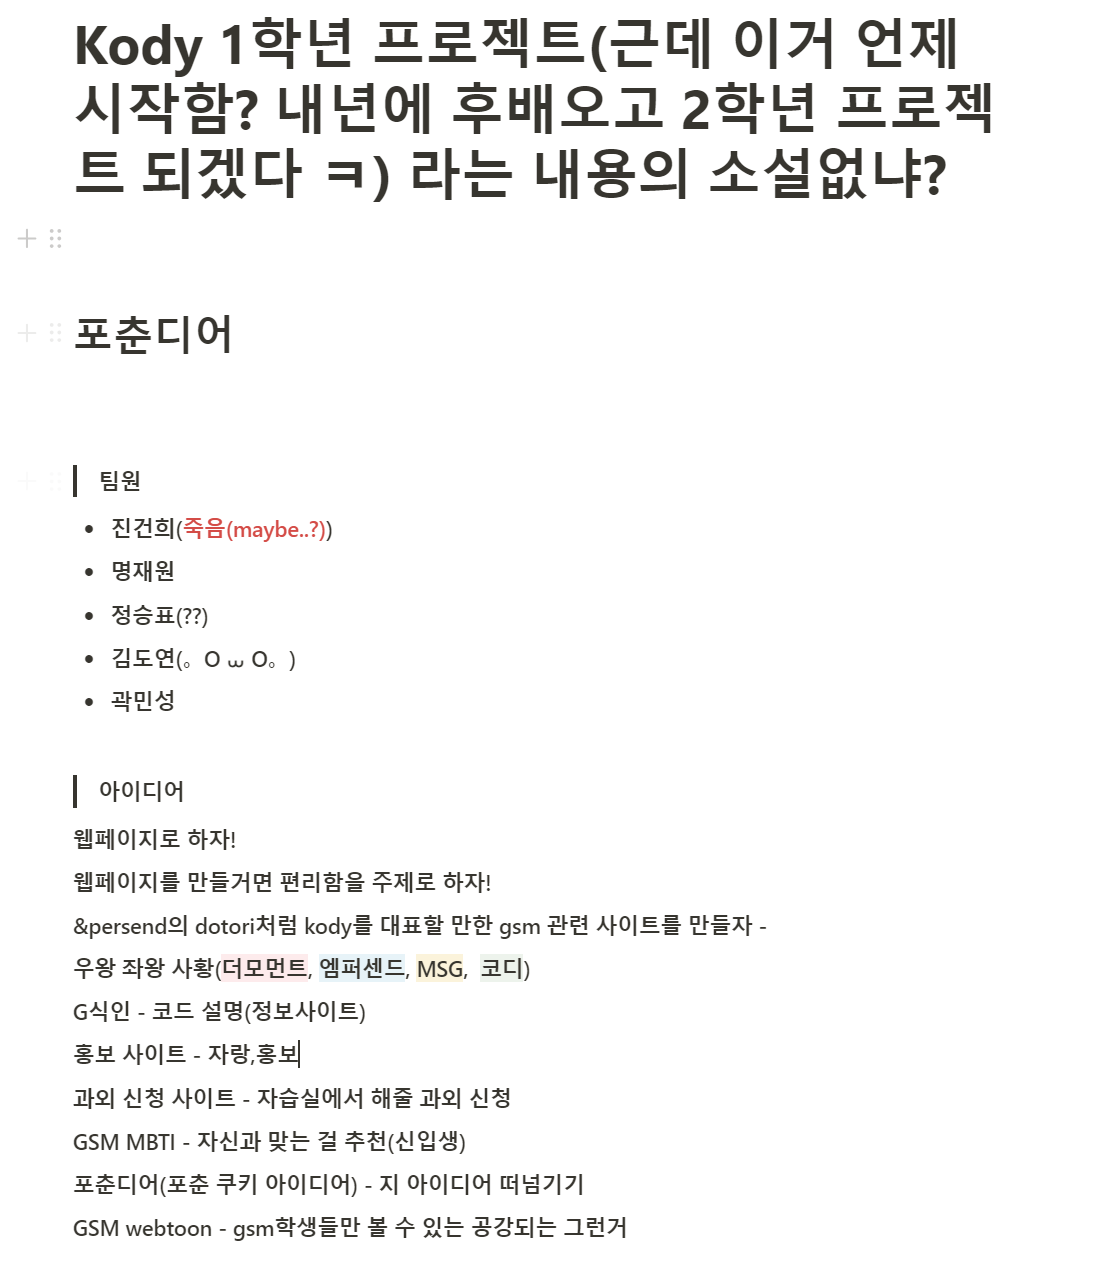 Kody 1학년 프로젝트(근데 이거 언제
시작함? 내년에 후배오고 2학년 프로젝
트 되겠다 ㅋ) 라는 내용의 소설없냐?
포춘디어
팀원
• 진건희(죽음(maybe..?))
• 명재원
• 정승표(??)
• 김도연(｡Ο ⩊ Ο｡)
• 곽민성
아이디어
웹페이지로 하자!
웹페이지를 만들거면 편리함을 주제로 하자!
&persend의 dotori처럼 kody를 대표할 만한 gsm 관련 사이트를 만들자 -
우왕 좌왕 사황(더모먼트, 엠퍼센드, MSG, 코디)
G식인 - 코드 설명(정보사이트)
홍보 사이트 - 자랑,홍보
과외 신청 사이트 - 자습실에서 해줄 과외 신청
GSM MBTI - 자신과 맞는 걸 추천(신입생)
포춘디어(포춘 쿠키 아이디어) - 지 아이디어 떠넘기기
GSM webtoon - gsm학생들만 볼 수 있는 공강되는 그런거